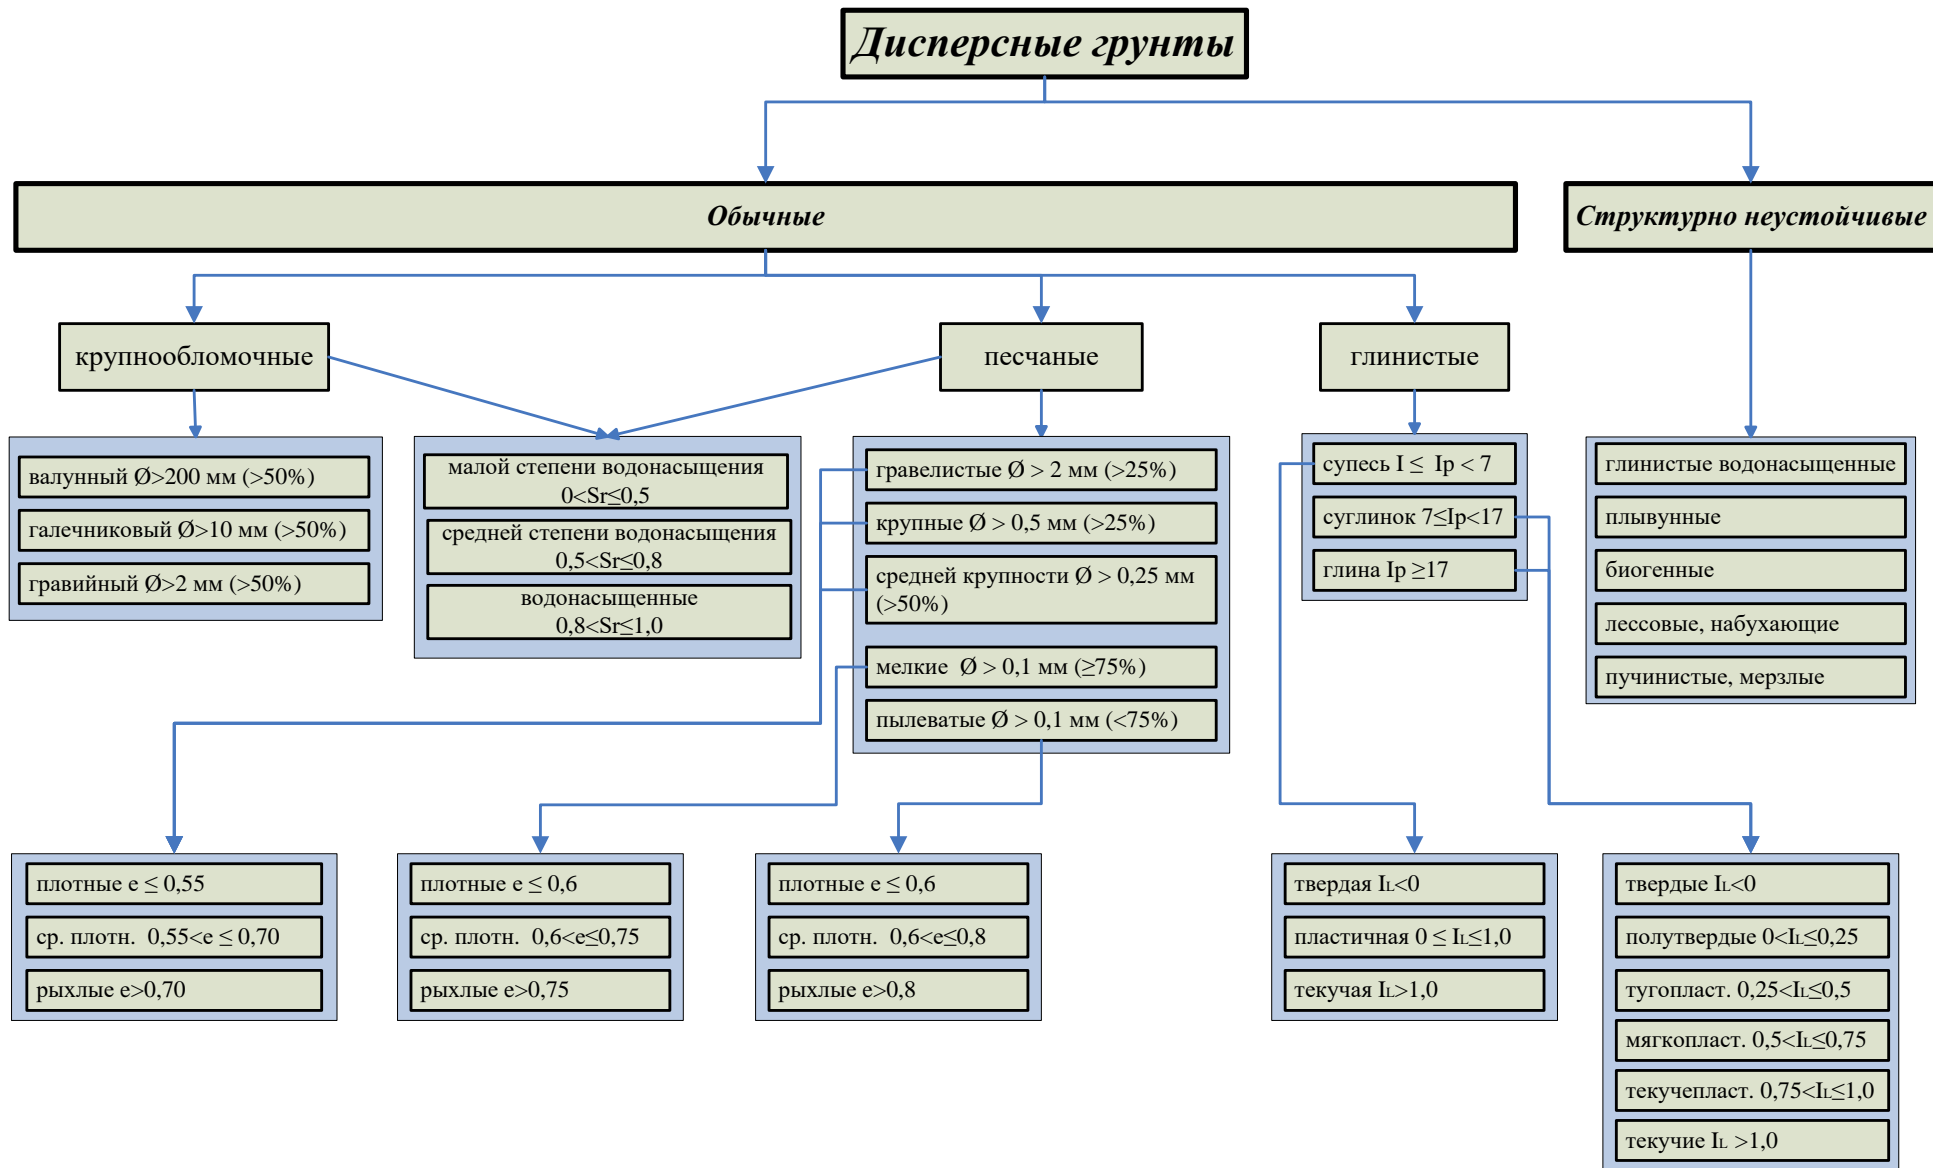 Дисперсные грунты
Обычные
Структурно неустойчивые
крупнообломочные
песчаные
глинистые
валунный Ø>200 мм (>50%)
галечниковый Ø>10 мм (>50%)
гравийный Ø>2 мм (>50%)
малой степени водонасыщения
0<Sr≤0,5
средней степени водонасыщения
0,5<Sr≤0,8
водонасыщенные
0,8<Sr≤1,0
гравелистые Ø > 2 мм (>25%)
крупные Ø > 0,5 мм (>25%)
средней крупности Ø > 0,25 мм
(>50%)
мелкие  Ø > 0,1 мм (≥75%)
пылеватые Ø > 0,1 мм (<75%)
супесь I ≤  Ip < 7
суглинок 7≤Ip<17
глина Ip ≥17
глинистые водонасыщенные
плывунные
биогенные
лессовые, набухающие
пучинистые, мерзлые
плотные e ≤ 0,55
ср. плотн.  0,55<e ≤ 0,70
рыхлые e>0,70
плотные e ≤ 0,6
ср. плотн.  0,6<e≤0,75
рыхлые e>0,75
плотные e ≤ 0,6
ср. плотн.  0,6<e≤0,8
рыхлые e>0,8
твердая IL<0
пластичная 0 ≤ IL≤1,0
текучая IL>1,0
твердые IL<0
полутвердые 0<IL≤0,25
тугопласт. 0,25<IL≤0,5
мягкопласт. 0,5<IL≤0,75
текучепласт. 0,75<IL≤1,0
текучие IL >1,0